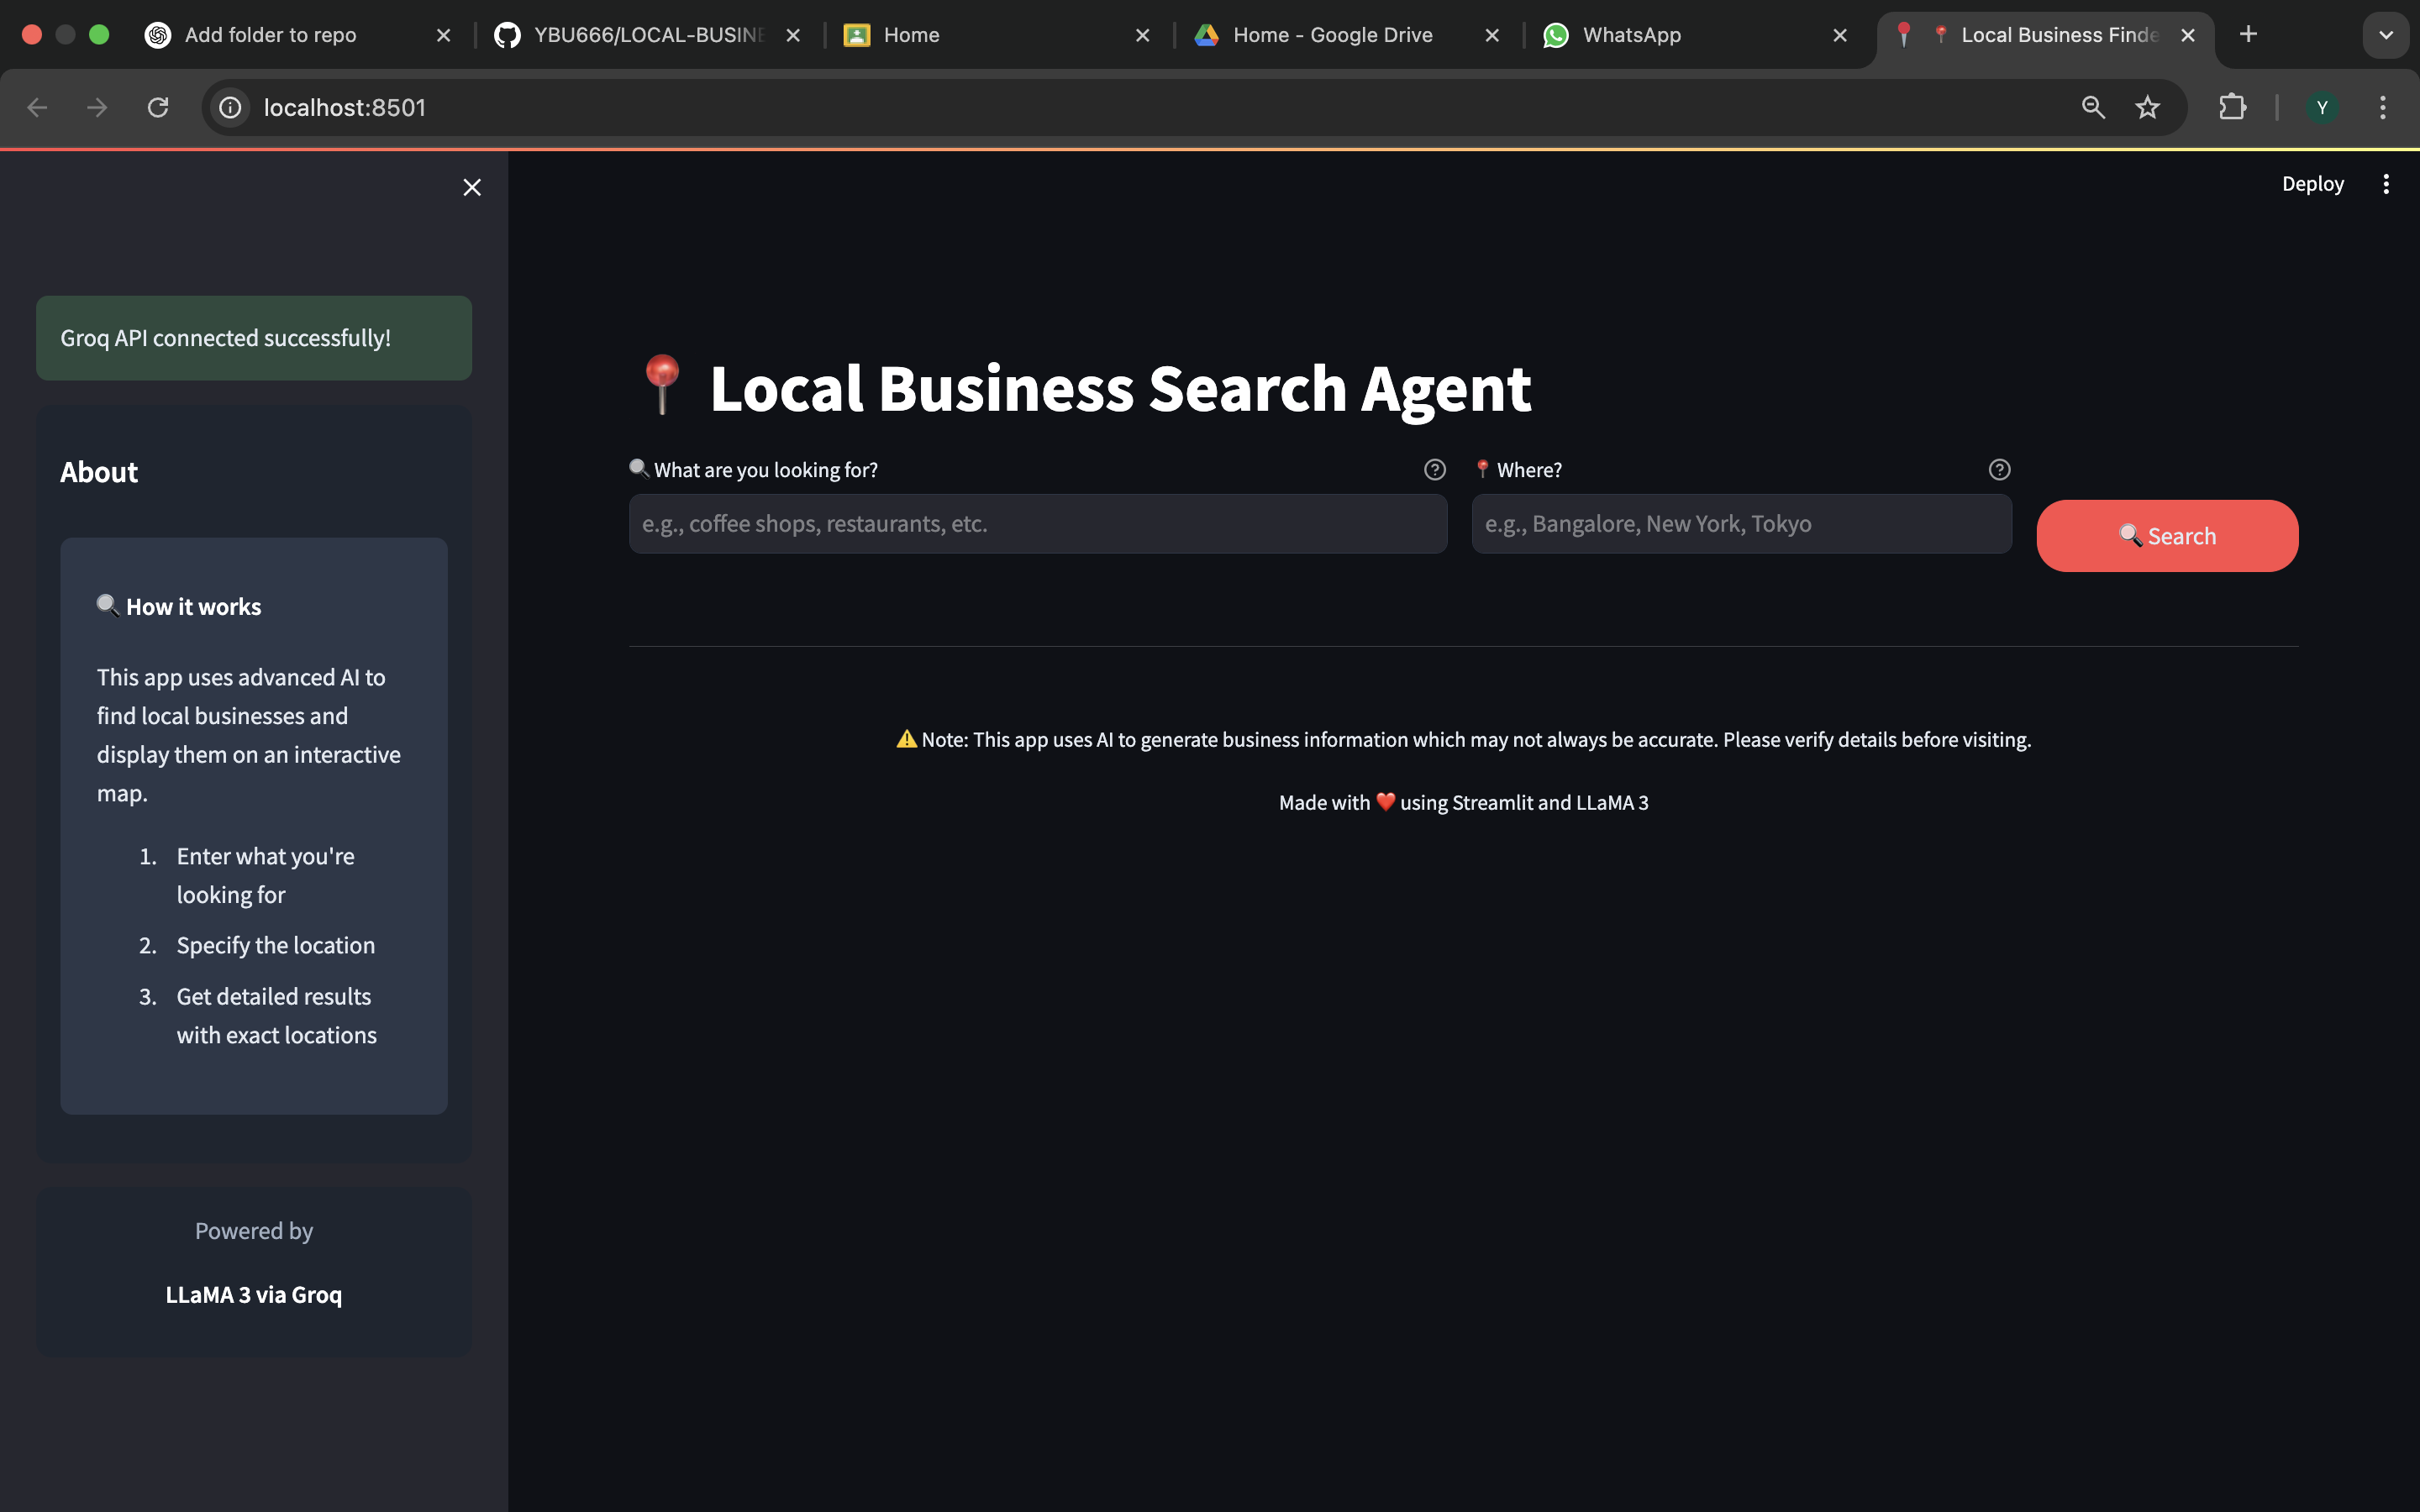 Add folder to repo
YBU666/LOCAL-BUSINE
Home
Home - Google Drive
WhatsApp
Local Business Finde
localhost:8501
Y
Deploy
Groq API connected successfully!
About
How it works
This app uses advanced AI to
find local businesses and
display them on an interactive
map.
1. Enter what you're
looking for
2. Specify the location
3. Get detailed results
with exact locations
Powered by
LLaMA 3 via Groq
Local Business Search Agent
What are you looking for?
e.g., coffee shops, restaurants, etc.
Where?
e.g., Bangalore, New York, Tokyo
Search
Note: This app uses AI to generate business information which may not always be accurate. Please verify details before visiting.
Made with ❤️ using Streamlit and LLaMA 3